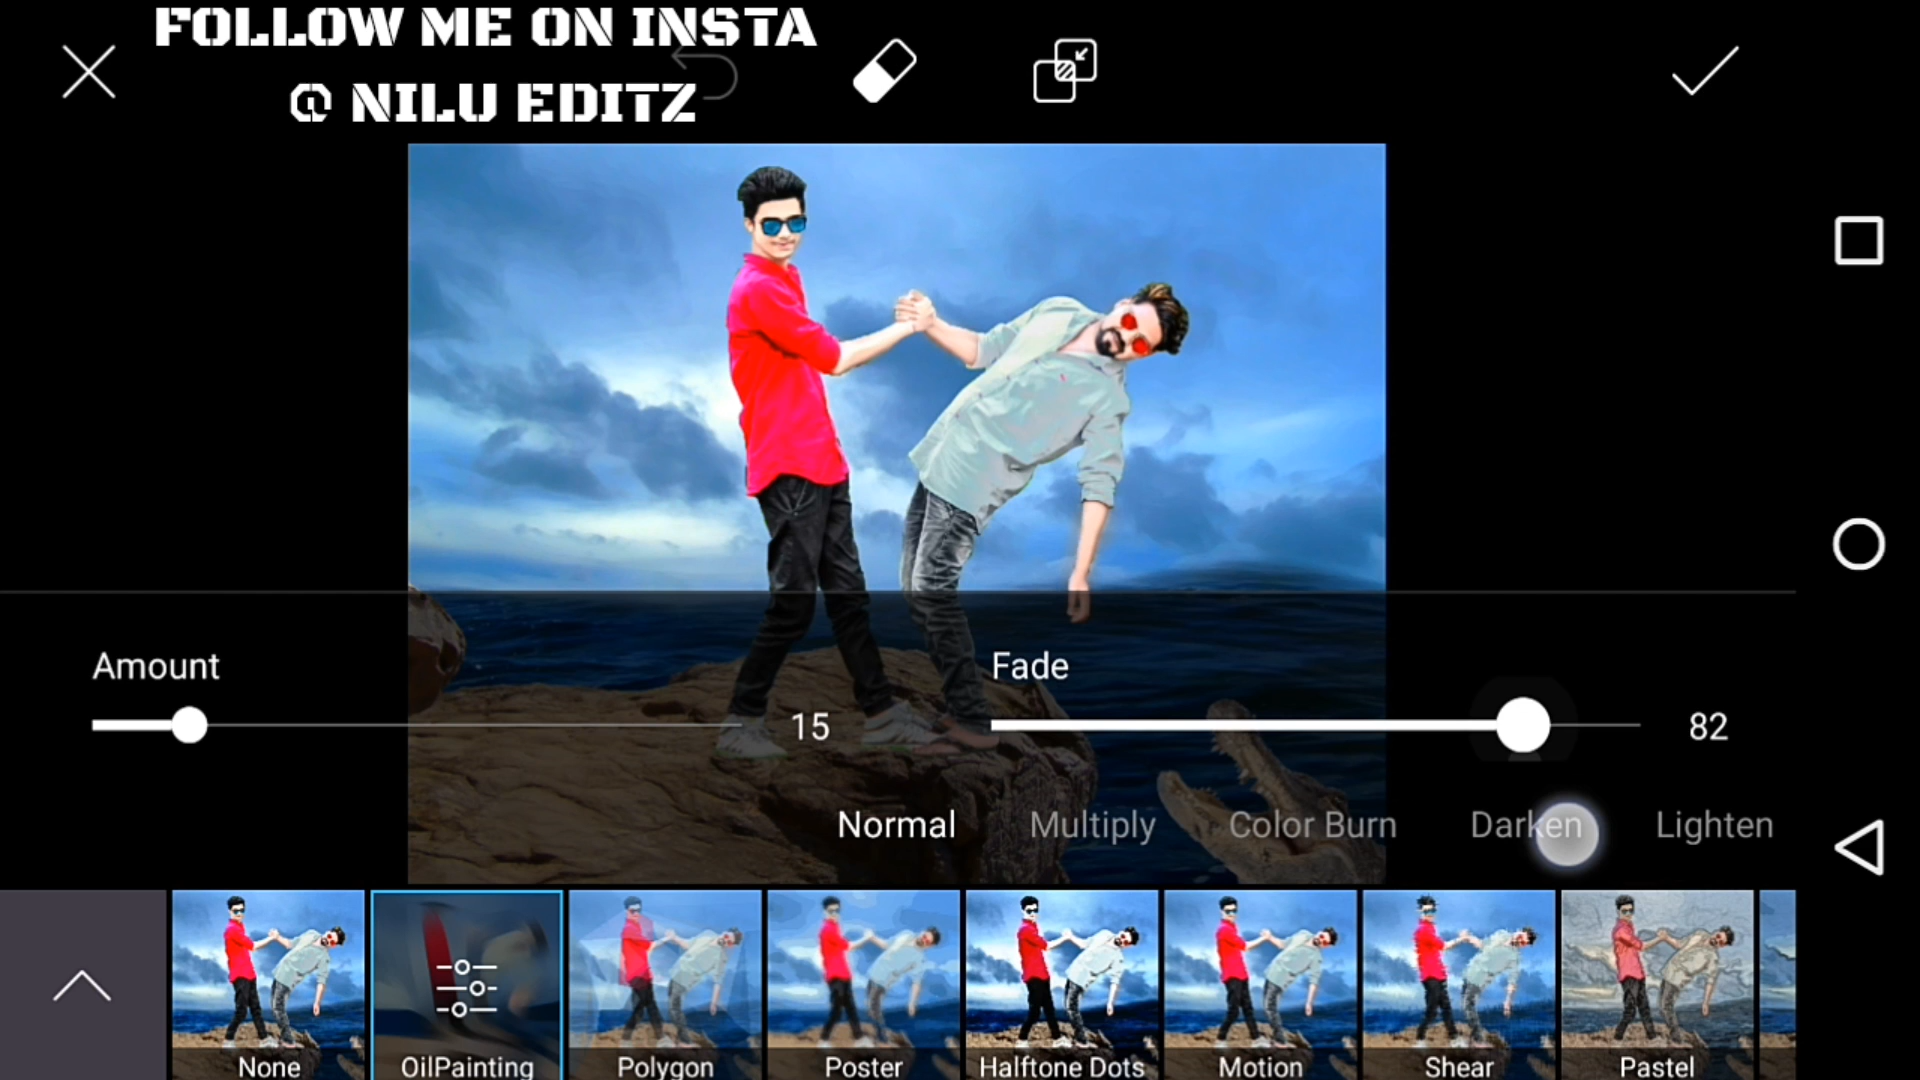 FOLLOW ME ON INSTA
@ NILU EDITZ
Amount
15
Fade
82
Normal Multiply Color Burn Darken Lighten
None OilPainting Polygon Poster Halftone Dots Motion Shear Pastel